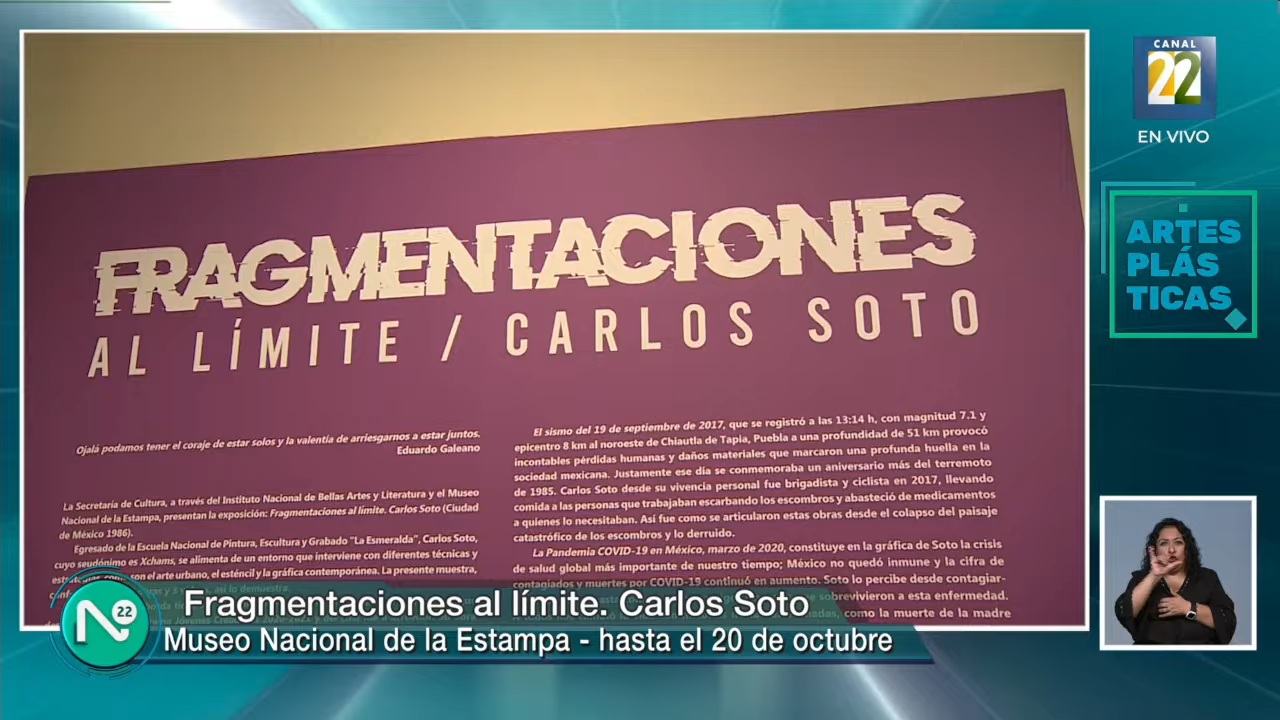 CANAL
22
EN VIVO
ARTES
PLÁS
TICAS
FRAGMENTACIONES
AL LÍMITE / CARLOS SOTO
Ojalá podamos tener el coraje de estar solos y la valentía de arriesgarnos a estar juntos.
Eduardo Galeano
La Secretaría de Cultura, a través del Instituto Nacional de Bellas Artes y Literatura y el Museo
Nacional de la Estampa, presentan la exposición: Fragmentaciones al límite. Carlos Soto (Ciudad
de México 1986).
Egresado de la Escuela Nacional de Pintura, Escultura y Grabado "La Esmeralda", Carlos Soto,
cuyo seudónimo es Xchams, se alimenta de un entorno que interviene con diferentes técnicas y
con el arte urbano, el esténcil y la gráfica contemporánea. La presente muestra,
El sismo del 19 de septiembre de 2017, que se registró a las 13:14 h, con magnitud 7.1 y
epicentro 8 km al noroeste de Chiautla de Tapia, Puebla a una profundidad de 51 km provocó
incontables pérdidas humanas y daños materiales que marcaron una profunda huella en la
sociedad mexicana. Justamente ese día se conmemoraba un aniversario más del terremoto
de 1985. Carlos Soto desde su vivencia personal fue brigadista y ciclista en 2017, llevando
comida a las personas que trabajaban escarbando los escombros y abasteció de medicamentos
a quienes lo necesitaban. Así fue como se articularon estas obras desde el colapso del paisaje
catastrófico de los escombros y lo derruido.
La Pandemia COVID-19 en México, marzo de 2020, constituye en la gráfica de Soto la crisis
de salud global más importante de nuestro tiempo; México no quedó inmune y la cifra de
contagiados y muertes por COVID-19 continuó en aumento. Soto lo percibe desde contagiar-
sobrevivieron a esta enfermedad.
como la muerte de la madre
N22
Fragmentaciones al límite. Carlos Soto
Museo Nacional de la Estampa - hasta el 20 de octubre